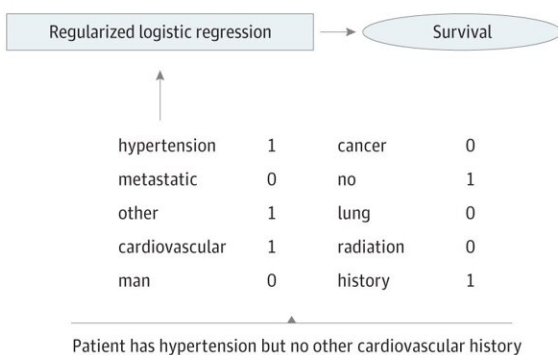 Regularized logistic regression Survival
hypertension 1 cancer 0
metastatic 0 no 1
other 1 lung 0
cardiovascular 1 radiation 0
man 0 history 1
Patient has hypertension but no other cardiovascular history